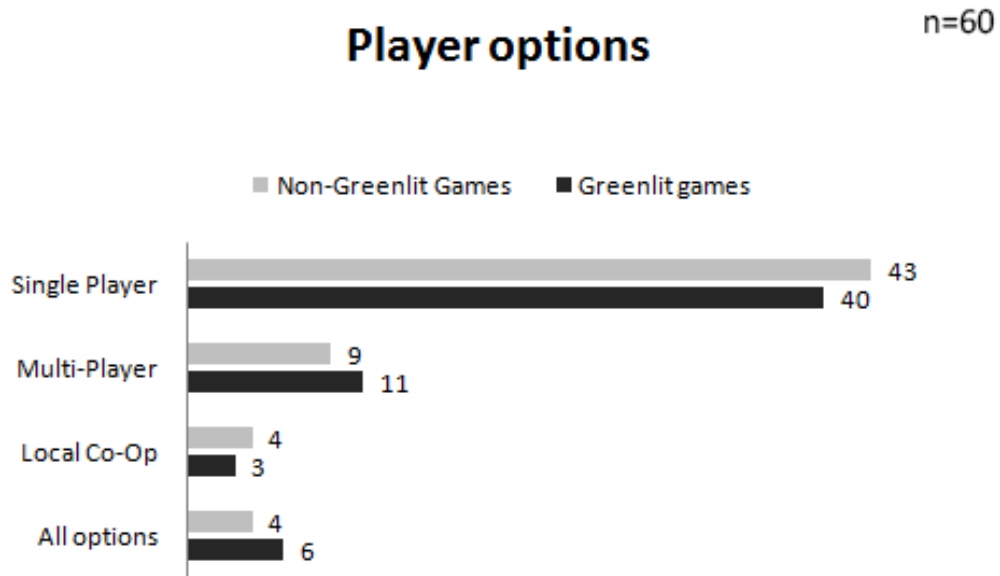 n=60
Player options
Non-Greenlit Games Greenlit games
Single Player 43
40
Multi-Player 9
11
Local Co-Op 4
3
All options 4
6